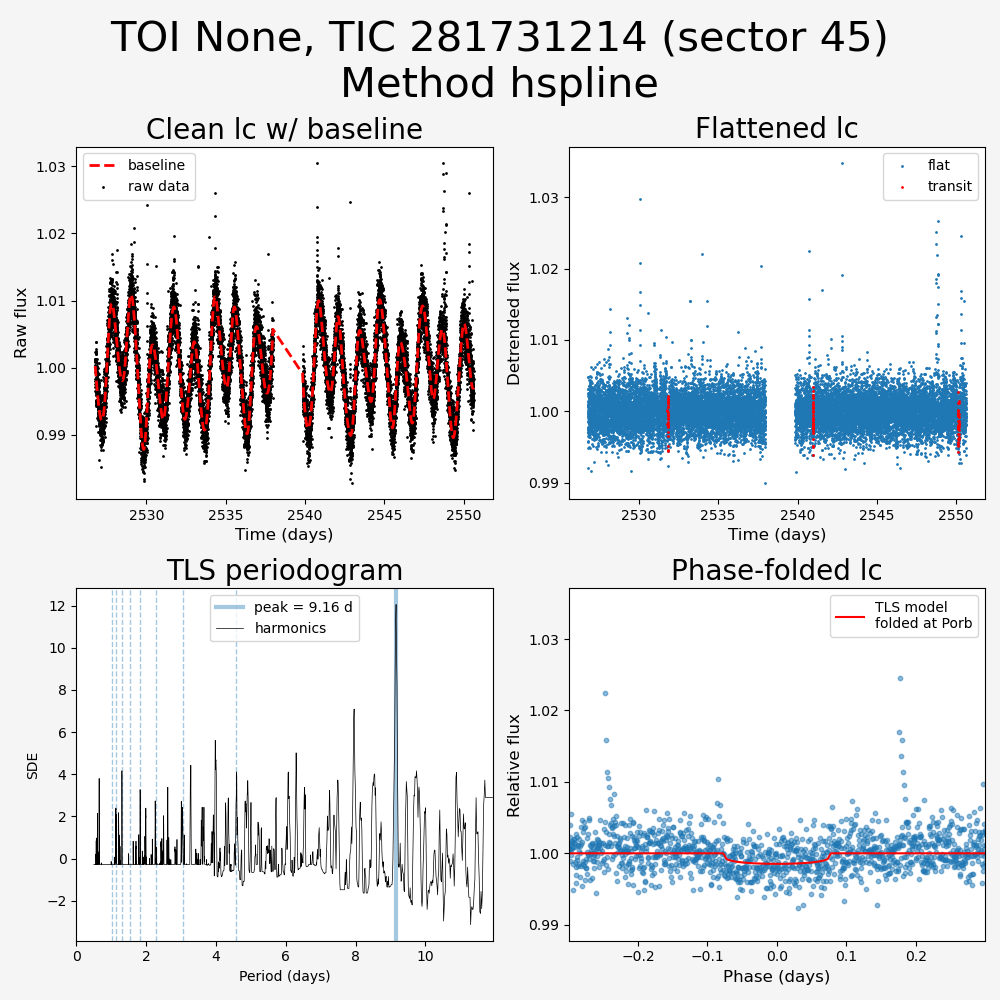 TOI None, TIC 281731214 (sector 45)
Method hspline
Clean lc w/ baseline
baseline
raw data
1.03
1.02
1.01
1.00
0.99
Raw flux
2530
2535
2540
2545
2550
Time (days)
Flattened lc
flat
transit
1.03
1.02
1.01
1.00
0.99
Detrended flux
2530
2535
2540
2545
2550
Time (days)
TLS periodogram
peak = 9.16 d
harmonics
12
10
8
6
4
2
0
−2
SDE
0
2
4
6
8
10
Period (days)
Phase-folded lc
TLS model
folded at Porb
1.03
1.02
1.01
1.00
0.99
Relative flux
−0.2
−0.1
0.0
0.1
0.2
Phase (days)